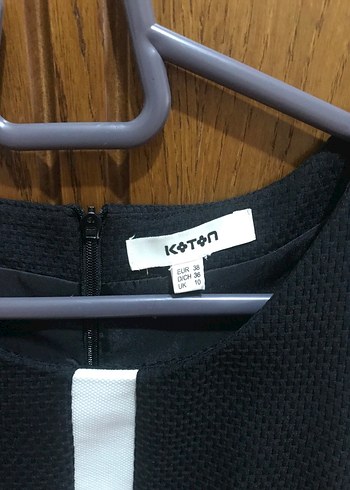 KOTON
EUR 38
D/CH 36
UK 10